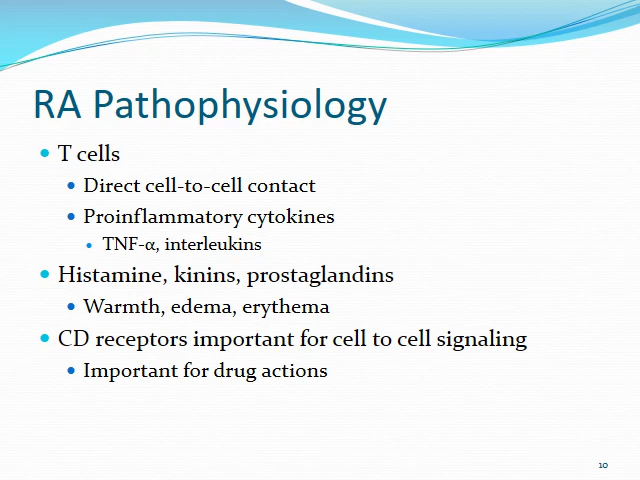 RA Pathophysiology
• T cells
• Direct cell-to-cell contact
• Proinflammatory cytokines
• TNF-α, interleukins
• Histamine, kinins, prostaglandins
• Warmth, edema, erythema
• CD receptors important for cell to cell signaling
• Important for drug actions
10